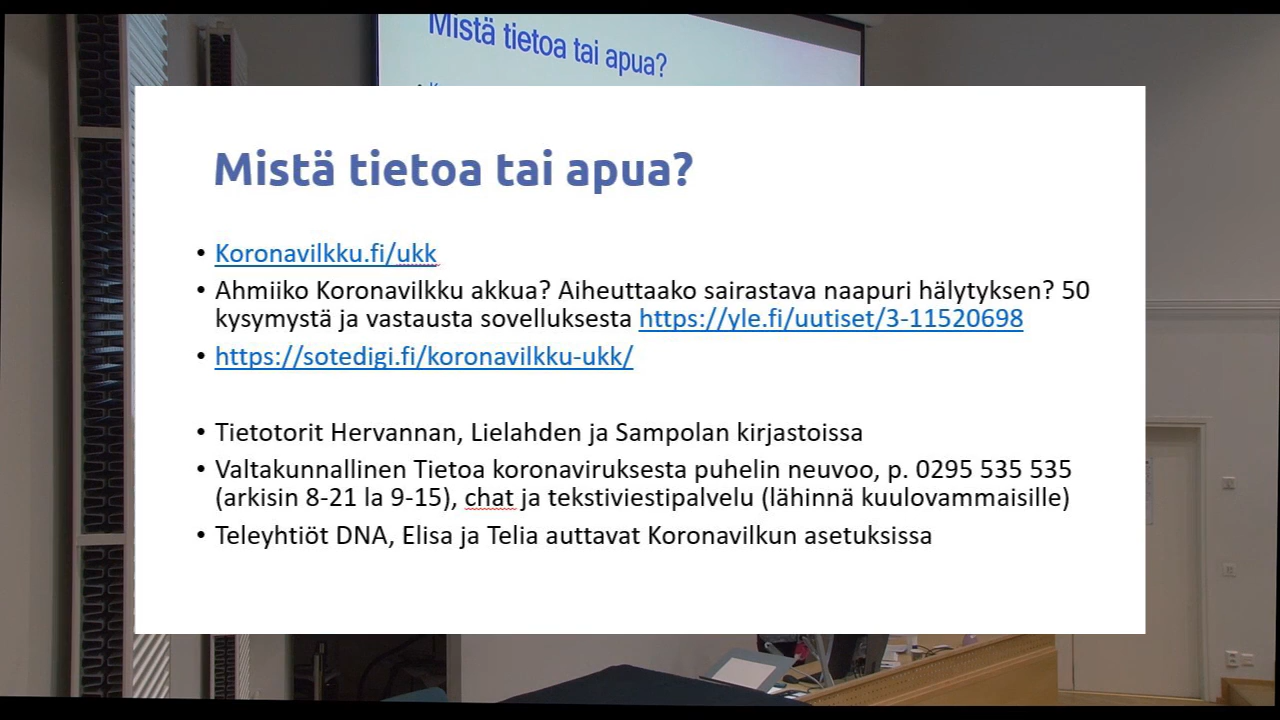 Mistä tietoa tai apua?
Mistä tietoa tai apua?
• Koronavilkku.fi/ukk
• Ahmiiko Koronavilkku akkua? Aiheuttaako sairastava naapuri hälytyksen? 50
kysymystä ja vastausta sovelluksesta https://yle.fi/uutiset/3-11520698
• https://sotedigi.fi/koronavilkku-ukk/
• Tietotorit Hervannan, Lielahden ja Sampolan kirjastoissa
• Valtakunnallinen Tietoa koronaviruksesta puhelin neuvoo, p. 0295 535 535
(arkisin 8-21 la 9-15), chat ja tekstiviestipalvelu (lähinnä kuulovammaisille)
• Teleyhtiöt DNA, Elisa ja Telia auttavat Koronavilkun asetuksissa